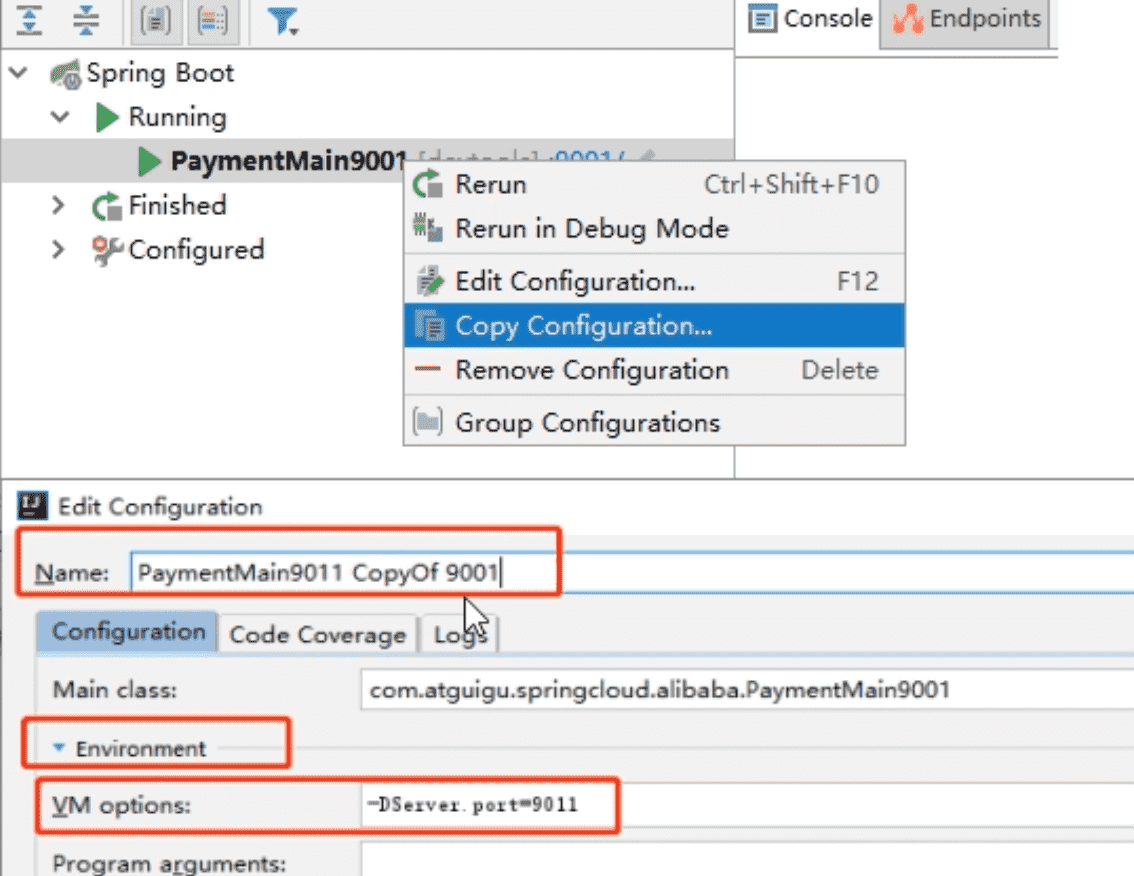 Console Endpoints
Spring Boot
Running
PaymentMain9001 [devtools] :9001/
Rerun Ctrl+Shift+F10
Finished
Rerun in Debug Mode
Configured
Edit Configuration... F12
Copy Configuration...
Remove Configuration Delete
Group Configurations
Edit Configuration
Name: PaymentMain9011 CopyOf 9001
Configuration Code Coverage Logs
Main class: com.atguigu.springcloud.alibaba.PaymentMain9001
Environment
VM options: -DServer.port=9011
Program arguments: